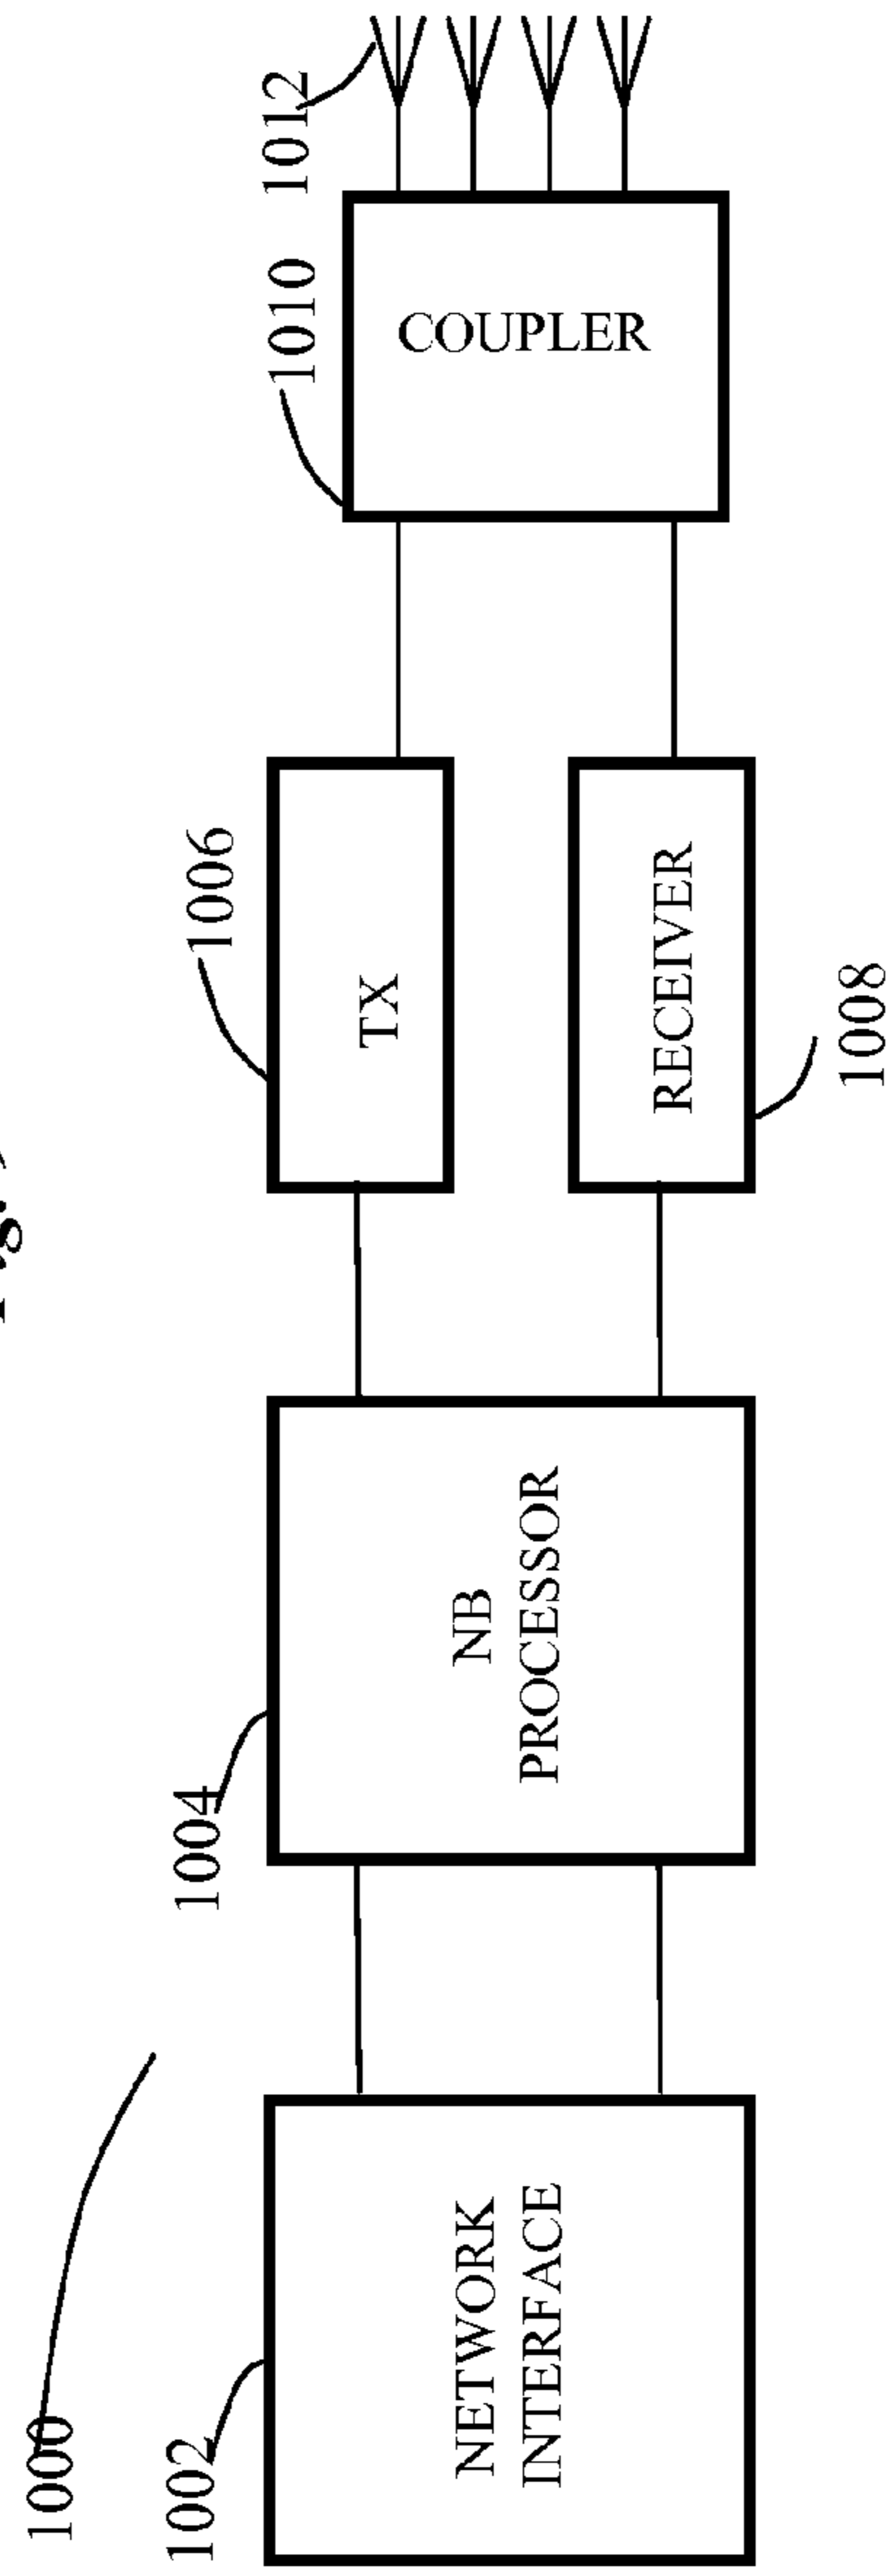 1000
1002
NETWORK
INTERFACE
1004
NB
PROCESSOR
1006
TX
RECEIVER
1008
1010
COUPLER
1012